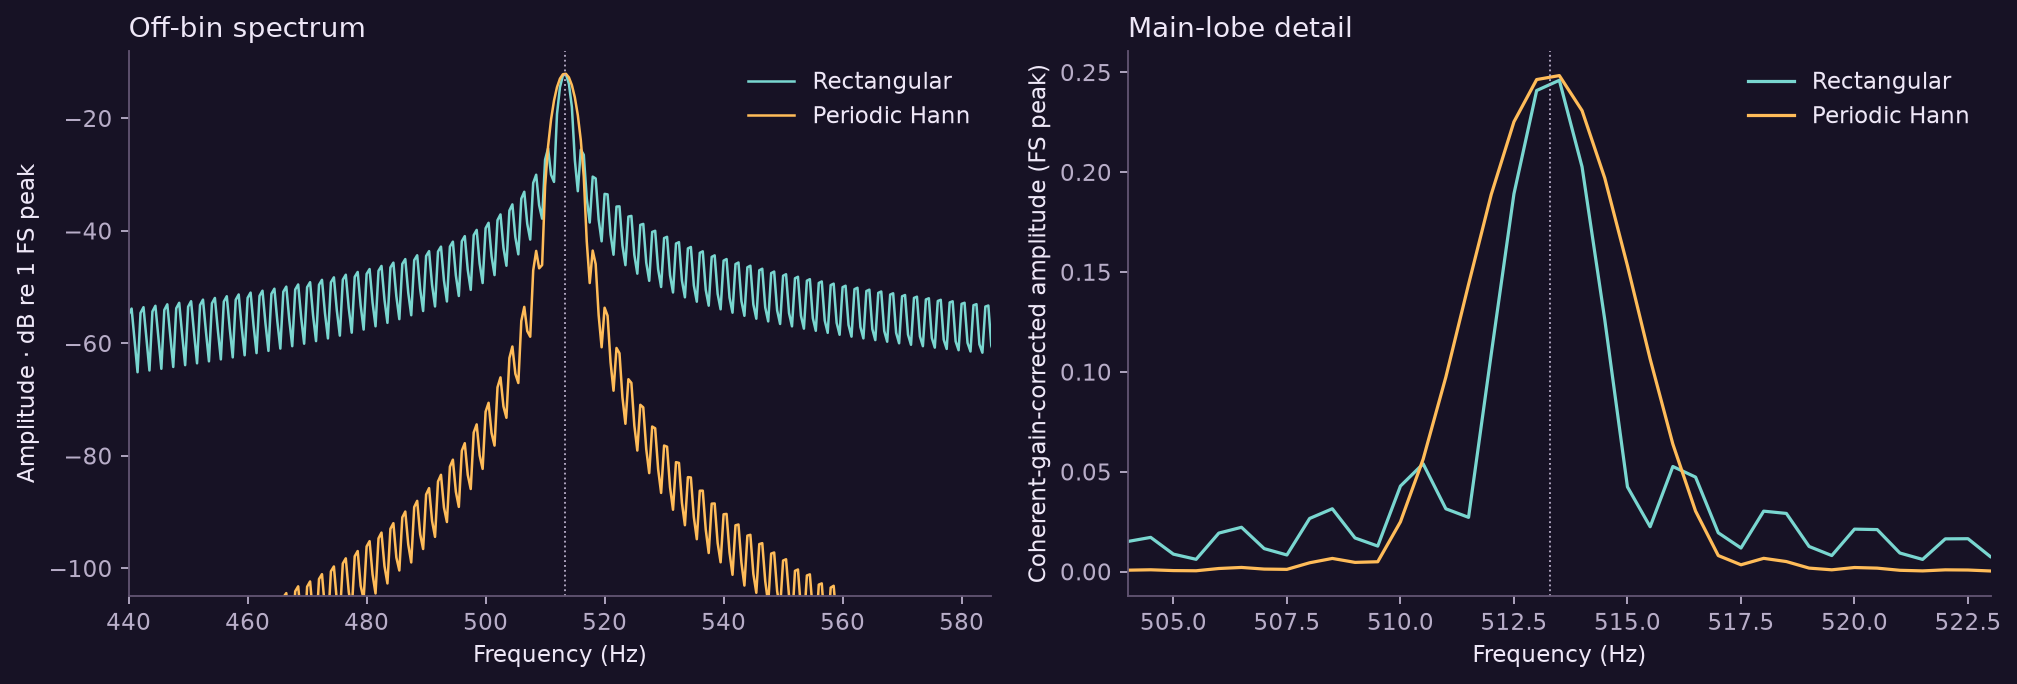 Off-bin spectrum
Amplitude · dB re 1 FS peak
−20
−40
−60
−80
−100
440
460
480
500
520
540
560
580
Frequency (Hz)
Rectangular
Periodic Hann
Main-lobe detail
Coherent-gain-corrected amplitude (FS peak)
0.25
0.20
0.15
0.10
0.05
0.00
505.0
507.5
510.0
512.5
515.0
517.5
520.0
522.5
Frequency (Hz)
Rectangular
Periodic Hann